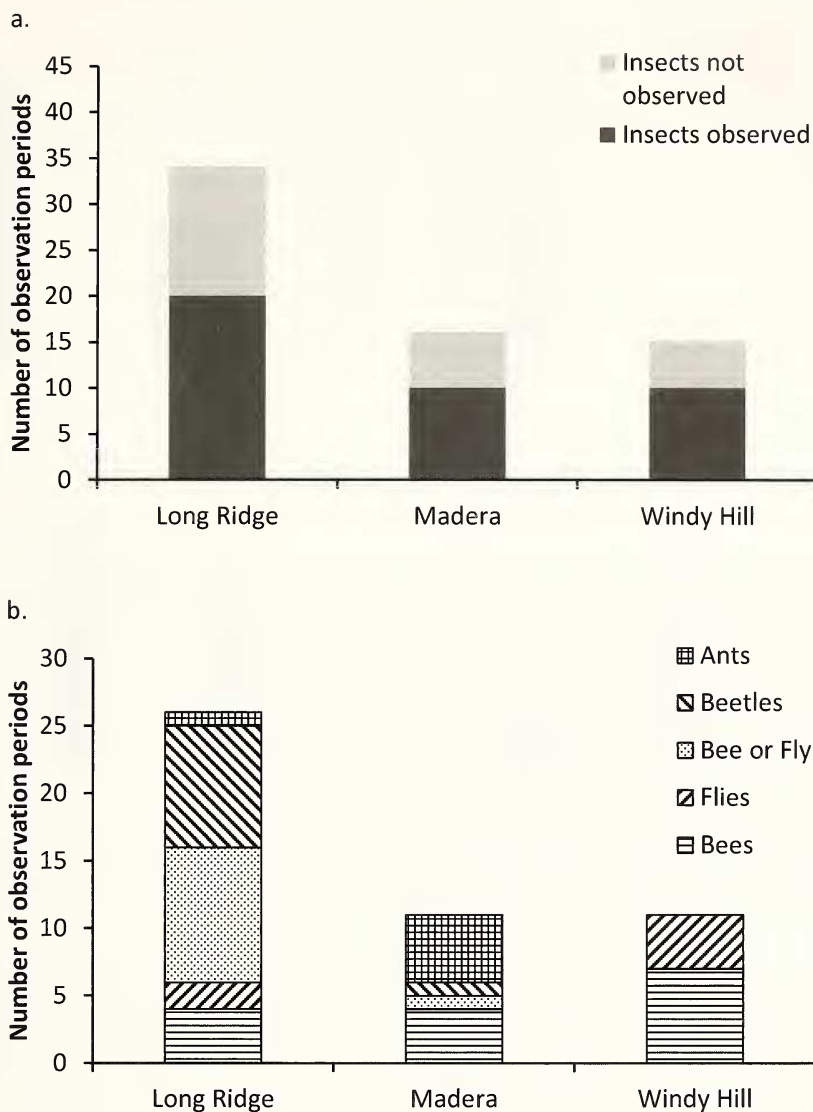 a.
Number of observation periods
45
40
35
30
25
20
15
10
5
0
Insects not
observed
Insects observed
Long Ridge
Madera
Windy Hill
b.
Number of observation periods
30
25
20
15
10
5
0
Ants
Beetles
Bee or Fly
Flies
Bees
Long Ridge
Madera
Windy Hill